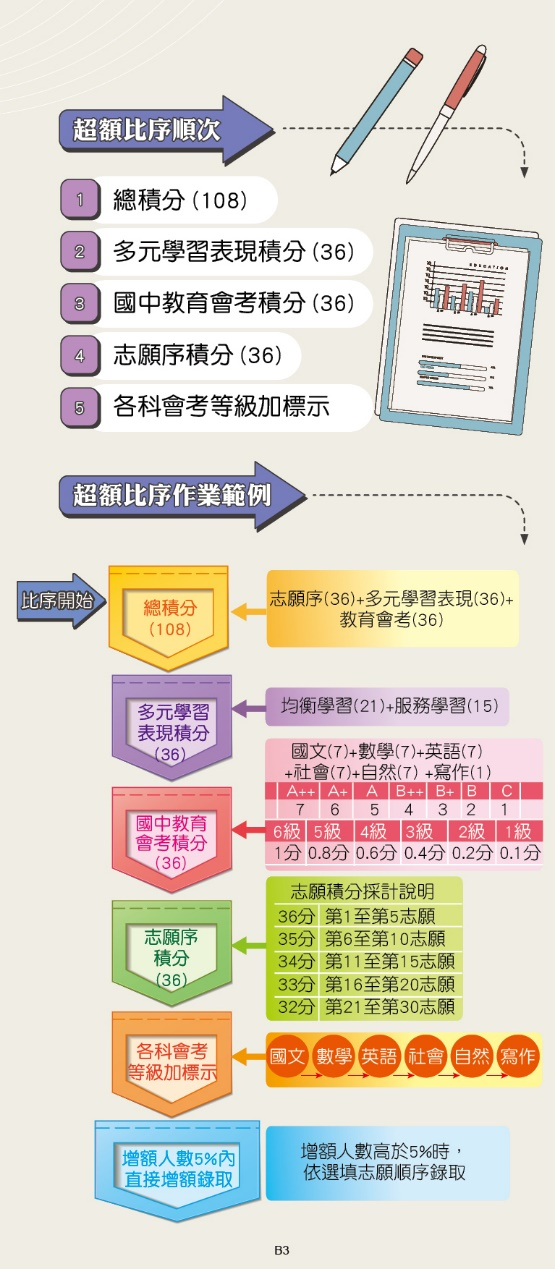 超額比序順次
1 總積分(108)
2 多元學習表現積分(36)
3 國中教育會考積分(36)
4 志願序積分(36)
5 各科會考等級加標示
EDUCATION
超額比序作業範例
比序開始
總積分
(108)
志願序(36)+多元學習表現(36)+
教育會考(36)
多元學習
表現積分
(36)
均衡學習(21)+服務學習(15)
國中教育
會考積分
(36)
國文(7)+數學(7)+英語(7)
+社會(7)+自然(7) +寫作(1)
A++ A+ A B++ B+ B C
7 6 5 4 3 2 1
6級 5級 4級 3級 2級 1級
1分 0.8分 0.6分 0.4分 0.2分 0.1分
志願序
積分
(36)
志願積分採計說明
36分 第1至第5志願
35分 第6至第10志願
34分 第11至第15志願
33分 第16至第20志願
32分 第21至第30志願
各科會考
等級加標示
國文 數學 英語 社會 自然 寫作
增額人數5%內
直接增額錄取
增額人數高於5%時，
依選填志願順序錄取
B3